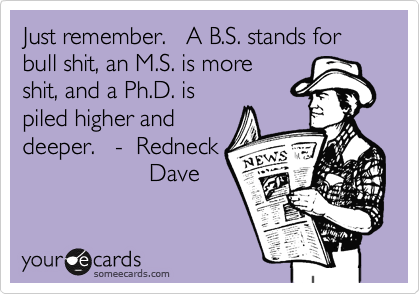 Just remember. A B.S. stands for
bull shit, an M.S. is more
shit, and a Ph.D. is
piled higher and
deeper. - Redneck
Dave
NEWS
your e cards
someecards.com